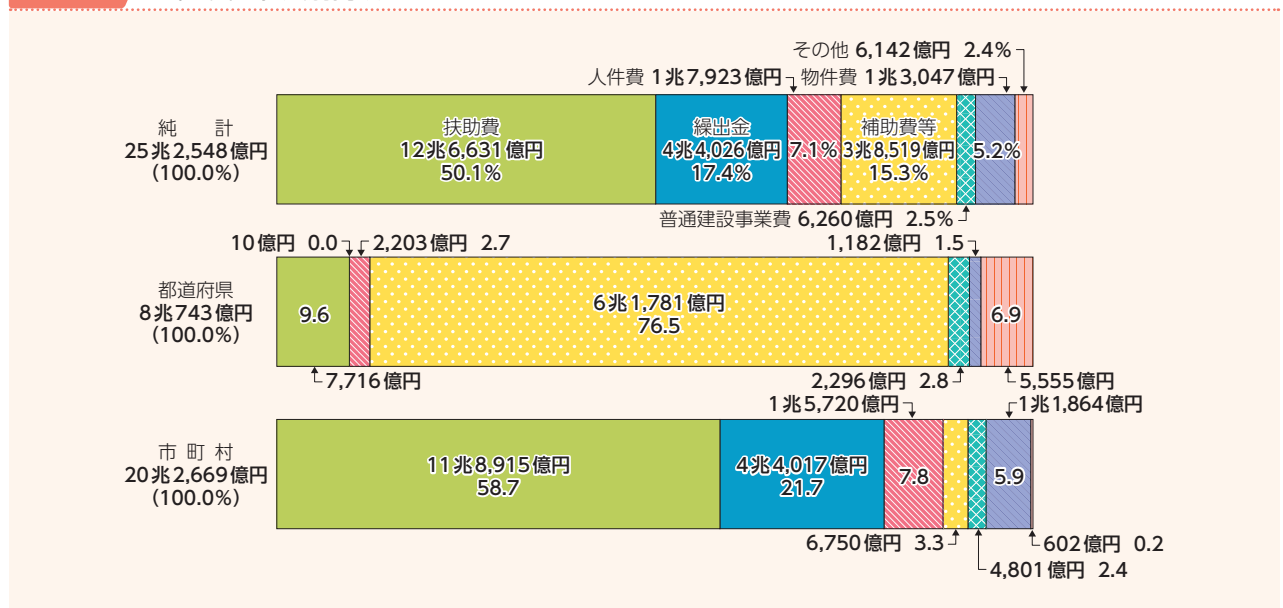 その他 6,142億円 2.4%
人件費 1兆7,923億円 物件費 1兆3,047億円
純計
25兆2,548億円
(100.0%)
扶助費
12兆6,631億円
50.1%
繰出金
4兆4,026億円
17.4%
7.1%
補助費等
3兆8,519億円
15.3%
5.2%
普通建設事業費 6,260億円 2.5%
10億円 0.0
2,203億円 2.7
1,182億円 1.5
都道府県
8兆743億円
(100.0%)
9.6
6兆1,781億円
76.5
6.9
7,716億円
2,296億円 2.8
5,555億円
1兆5,720億円
1兆1,864億円
市町村
20兆2,669億円
(100.0%)
11兆8,915億円
58.7
4兆4,017億円
21.7
7.8
5.9
6,750億円 3.3
602億円 0.2
4,801億円 2.4